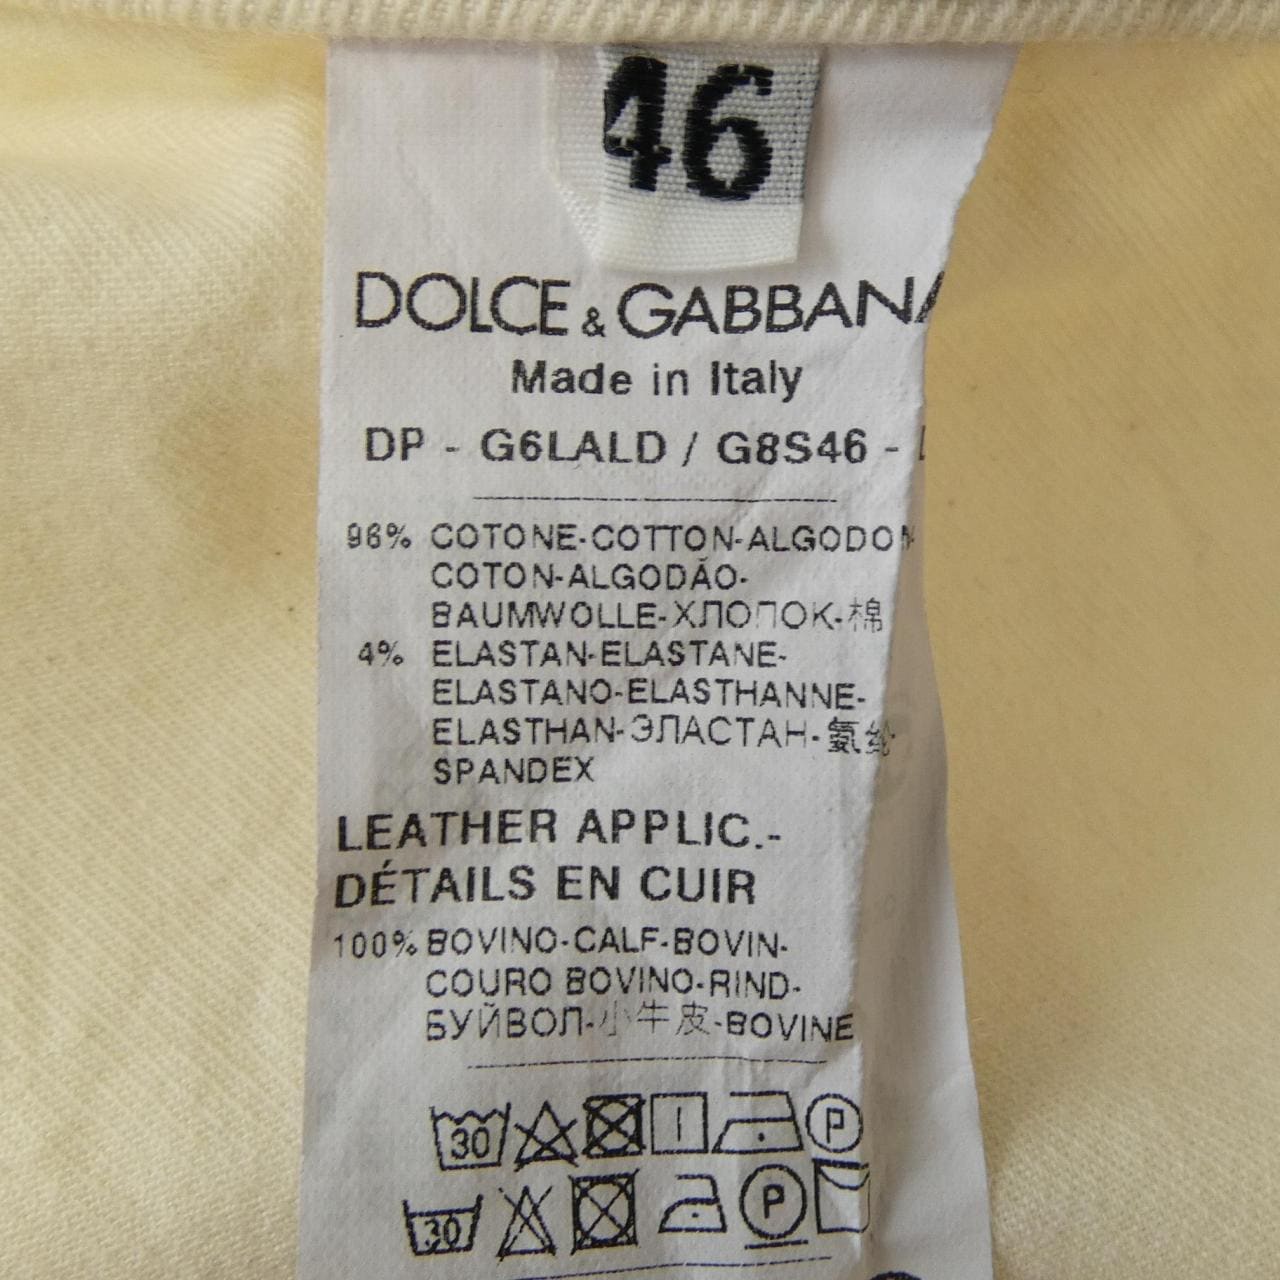 46
DOLCE & GABBANA
Made in Italy
DP - G6LALD / G8S46 -
96% COTONE-COTTON-ALGODON-
COTON-ALGODÃO-
BAUMWOLLE-ХЛОПОК-棉
4% ELASTAN-ELASTANE-
ELASTANO-ELASTHANNE-
ELASTHAN-ЭЛАСТАН-氨纶
SPANDEX
LEATHER APPLIC.-
DÉTAILS EN CUIR
100% BOVINO-CALF-BOVIN-
COURO BOVINO-RIND-
БУЙВОЛ-小牛皮-BOVINE
30 P
30 P